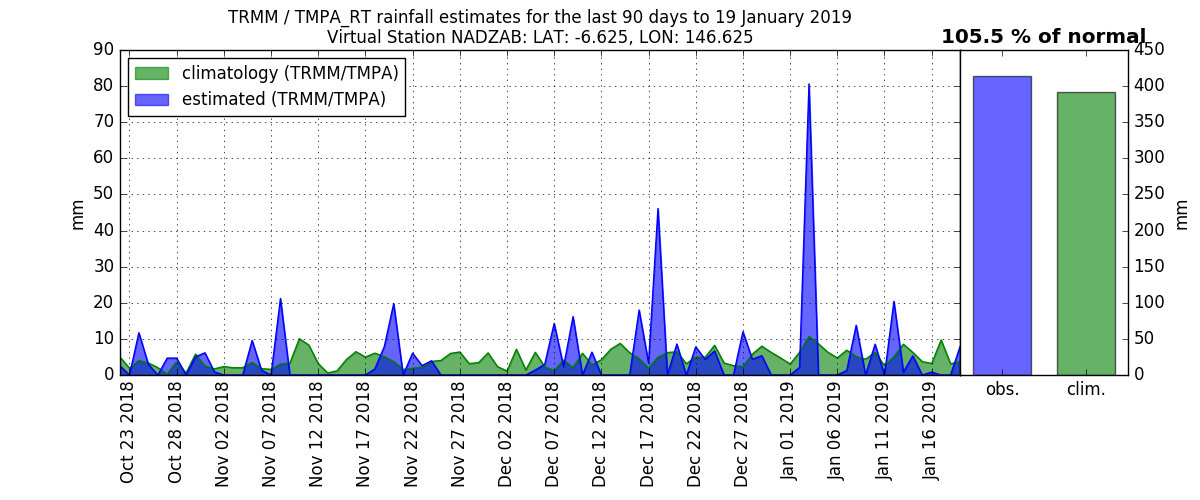 TRMM / TMPA_RT rainfall estimates for the last 90 days to 19 January 2019
Virtual Station NADZAB: LAT: -6.625, LON: 146.625
105.5 % of normal
climatology (TRMM/TMPA)
estimated (TRMM/TMPA)
mm
90
80
70
60
50
40
30
20
10
0
Oct 23 2018
Oct 28 2018
Nov 02 2018
Nov 07 2018
Nov 12 2018
Nov 17 2018
Nov 22 2018
Nov 27 2018
Dec 02 2018
Dec 07 2018
Dec 12 2018
Dec 17 2018
Dec 22 2018
Dec 27 2018
Jan 01 2019
Jan 06 2019
Jan 11 2019
Jan 16 2019
obs.
clim.
450
400
350
300
250
200
150
100
50
0
mm